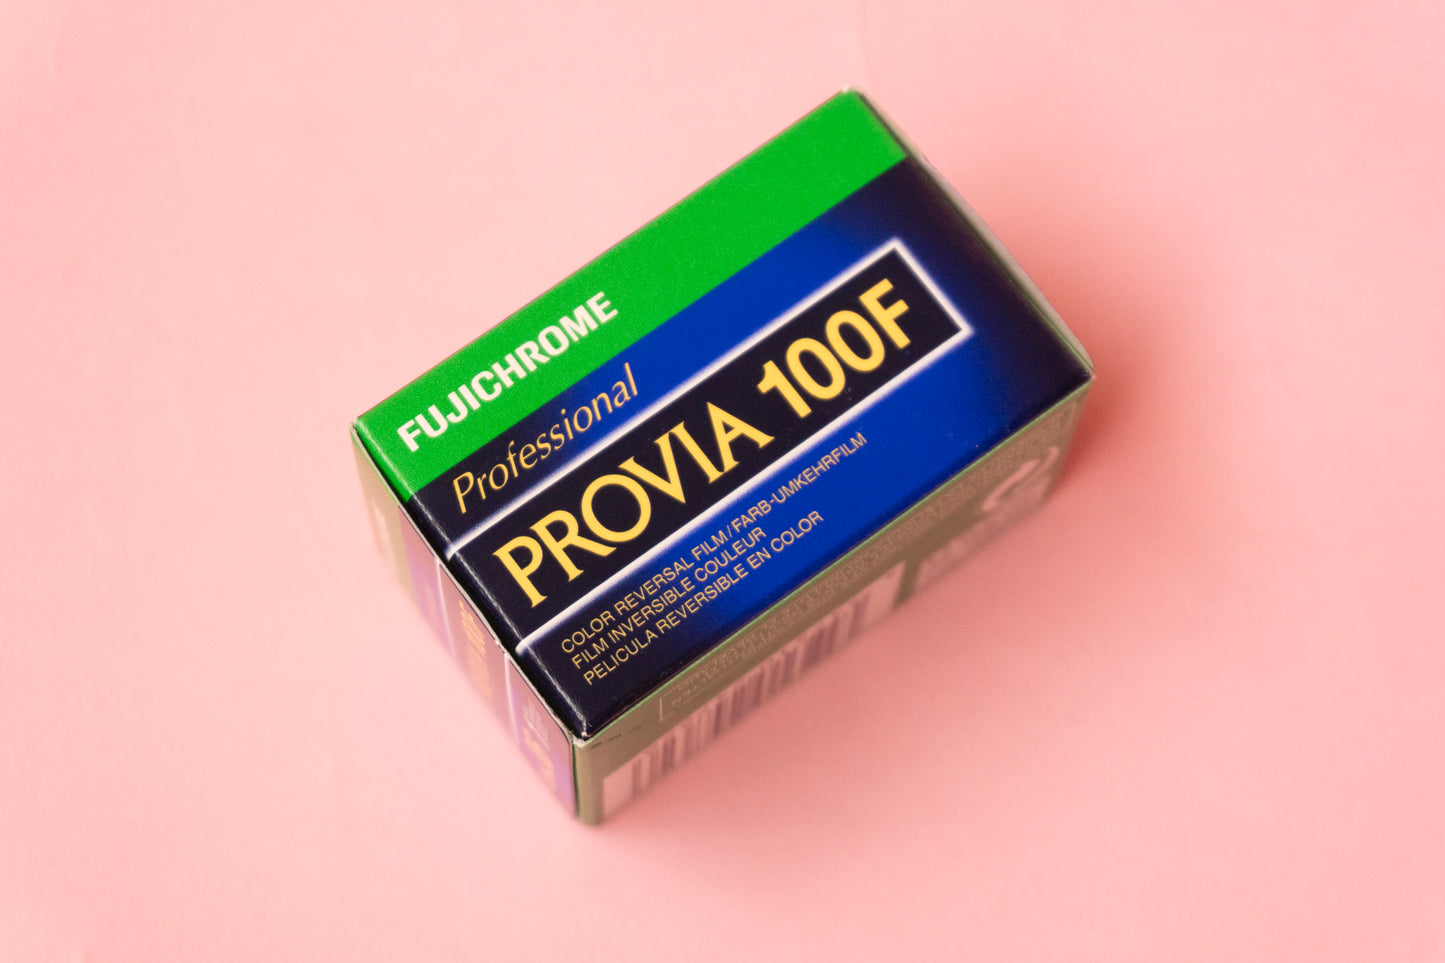 FUJICHROME
Professional
PROVIA 100F
COLOR REVERSAL FILM/FARB-UMKEHRFILM
FILM INVERSIBLE COULEUR
PELICULA REVERSIBLE EN COLOR